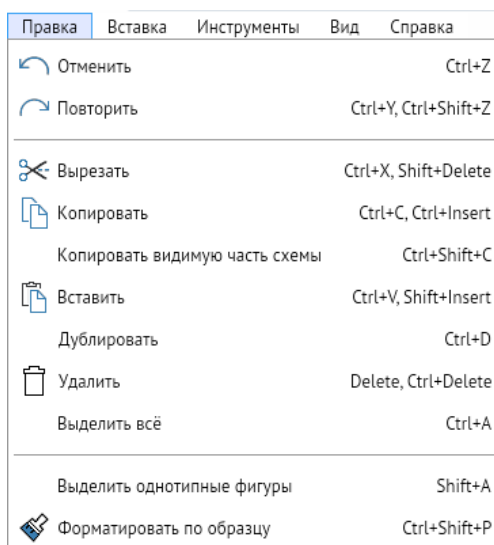 Правка Вставка Инструменты Вид Справка
Отменить Ctrl+Z
Повторить Ctrl+Y, Ctrl+Shift+Z
Вырезать Ctrl+X, Shift+Delete
Копировать Ctrl+C, Ctrl+Insert
Копировать видимую часть схемы Ctrl+Shift+C
Вставить Ctrl+V, Shift+Insert
Дублировать Ctrl+D
Удалить Delete, Ctrl+Delete
Выделить всё Ctrl+A
Выделить однотипные фигуры Shift+A
Форматировать по образцу Ctrl+Shift+P